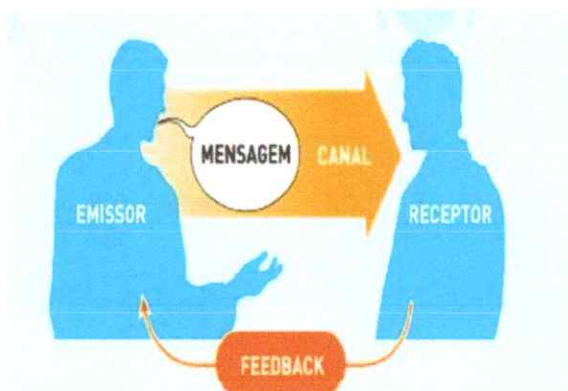 MENSAGEM
CANAL
EMISSOR
RECEPTOR
FEEDBACK